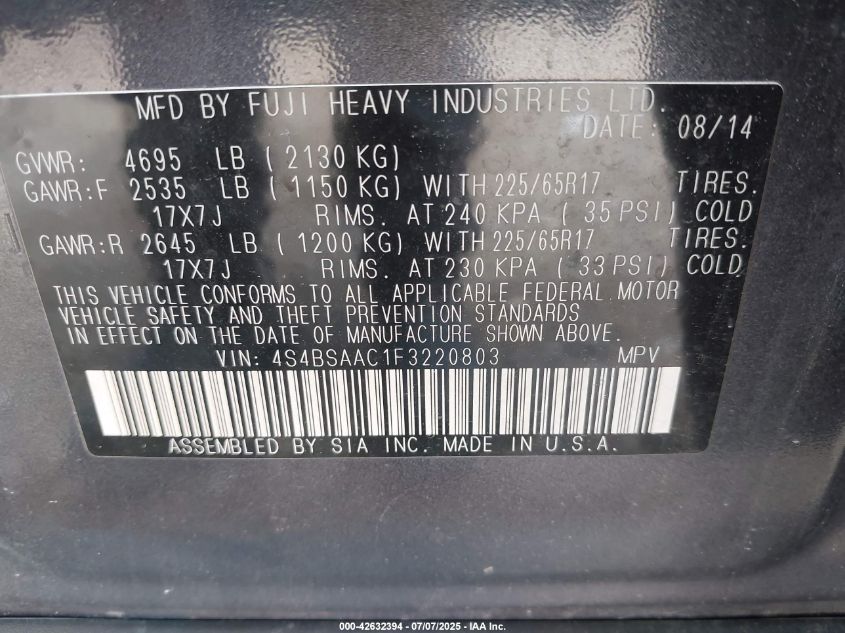 MFD BY FUJI HEAVY INDUSTRIES LTD.
DATE: 08/14
GVWR: 4695 LB ( 2130 KG)
GAWR:F 2535 LB ( 1150 KG) WITH 225/65R17 TIRES.
17X7J RIMS. AT 240 KPA ( 35 PSI) COLD
GAWR:R 2645 LB ( 1200 KG) WITH 225/65R17 TIRES.
17X7J RIMS. AT 230 KPA ( 33 PSI) COLD
THIS VEHICLE CONFORMS TO ALL APPLICABLE FEDERAL MOTOR
VEHICLE SAFETY AND THEFT PREVENTION STANDARDS
IN EFFECT ON THE DATE OF MANUFACTURE SHOWN ABOVE.
VIN: 4S4BSAAC1F3220803 MPV
ASSEMBLED BY SIA INC. MADE IN U.S.A.
000-42632394 - 07/07/2025 - IAA Inc.